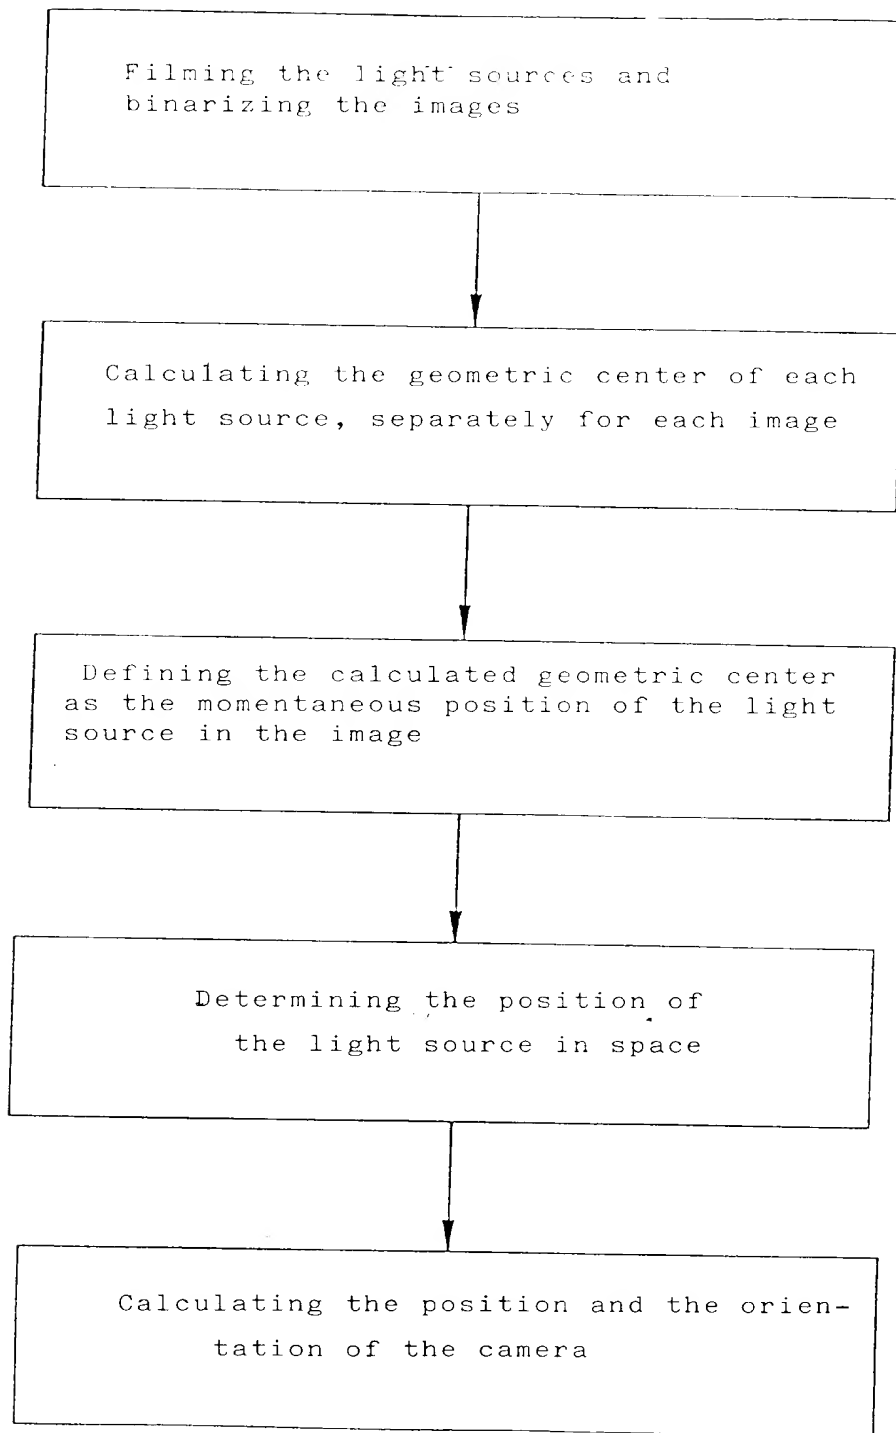 Filming the light sources and
binarizing the images
Calculating the geometric center of each
light source, separately for each image
Defining the calculated geometric center
as the momentaneous position of the light
source in the image
Determining the position of
the light source in space
Calculating the position and the orien-
tation of the camera